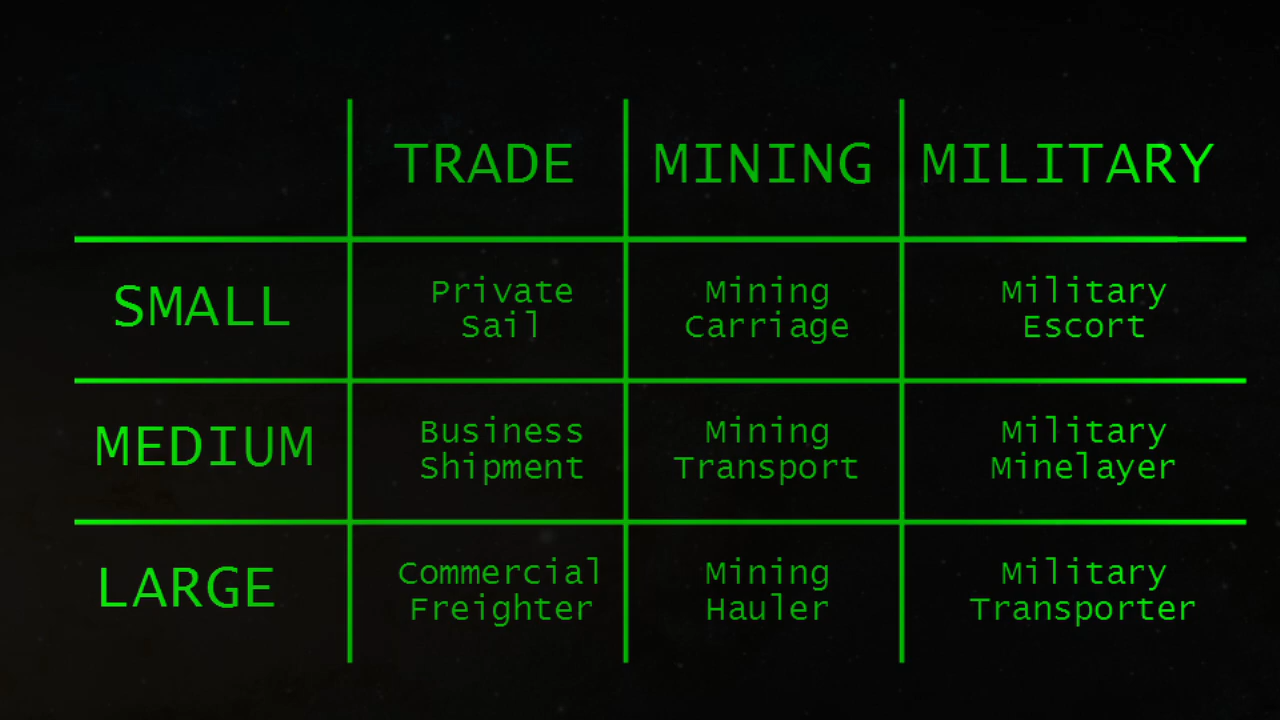 TRADE MINING MILITARY
SMALL
Private Mining Military
Sail Carriage Escort
MEDIUM
Business Mining Military
Shipment Transport Minelayer
LARGE
Commercial Mining Military
Freighter Hauler Transporter